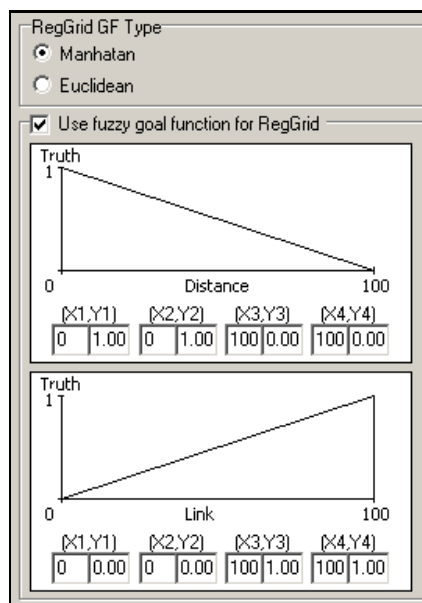 RegGrid GF Type
Manhatan
Euclidean
Use fuzzy goal function for RegGrid
Truth
1
0 Distance 100
(X1,Y1) (X2,Y2) (X3,Y3) (X4,Y4)
0 1.00 0 1.00 100 0.00 100 0.00
Truth
1
0 Link 100
(X1,Y1) (X2,Y2) (X3,Y3) (X4,Y4)
0 0.00 0 0.00 100 1.00 100 1.00